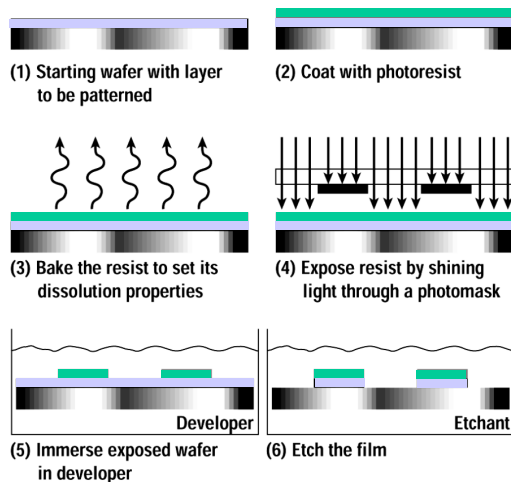 (1) Starting wafer with layer
to be patterned
(2) Coat with photoresist
(3) Bake the resist to set its
dissolution properties
(4) Expose resist by shining
light through a photomask
Developer
(5) Immerse exposed wafer
in developer
Etchant
(6) Etch the film